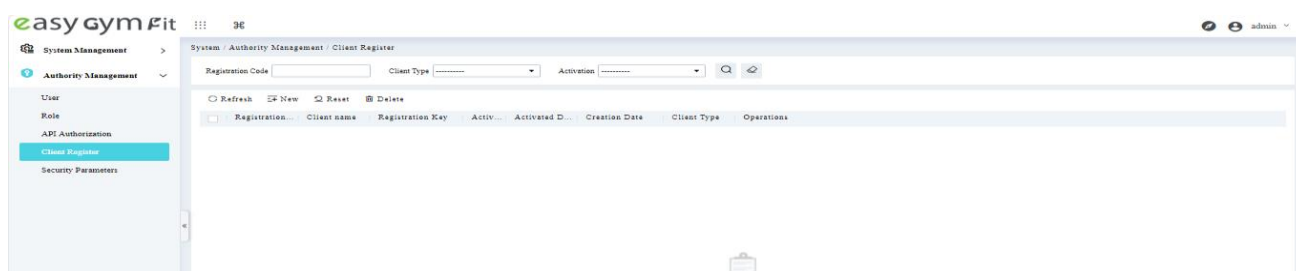 easy Gym Fit
admin
System Management
Authority Management
User
Role
API Authorization
Client Register
Security Parameters
System / Authority Management / Client Register
Registration Code Client Type ---------- Activation ----------
Refresh New Reset Delete
Registration... Client name Registration Key Activ... Activated D... Creation Date Client Type Operations